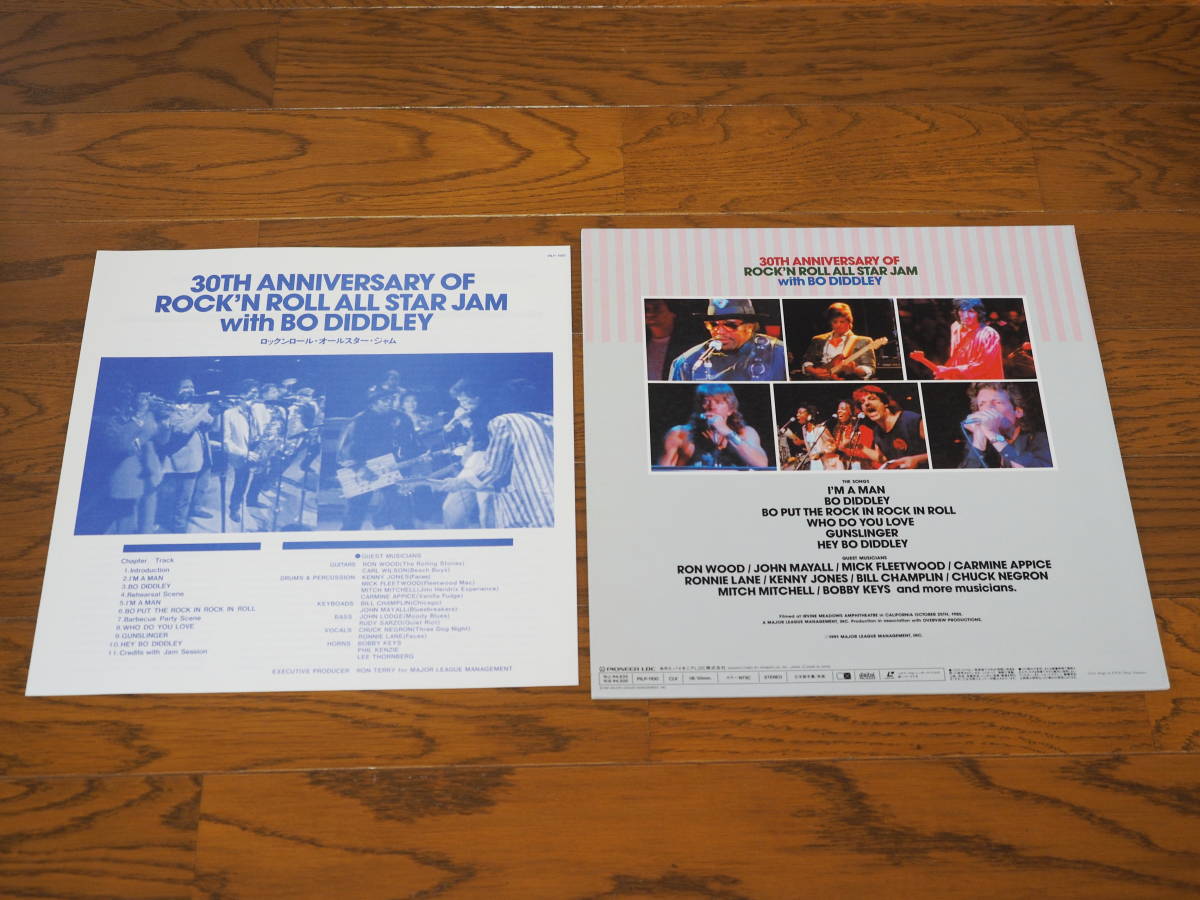 30TH ANNIVERSARY OF
ROCK'N ROLL ALL STAR JAM
with BO DIDDLEY
ロックンロール・オールスター・ジャム
Chapter Track
1.Introduction
2.I'M A MAN
3.BO DIDDLEY
4.Rehearsal Scene
5.I'M A MAN
6.BO PUT THE ROCK IN ROCK IN ROLL
7.Barbecue Party Scene
8.WHO DO YOU LOVE
9.GUNSLINGER
10.HEY BO DIDDLEY
11.Credits with Jam Session
●GUEST MUSICIANS
GUITARS RON WOOD(The Rolling Stones)
CARL WILSON(Beach Boys)
DRUMS & PERCUSSION KENNY JONES(Faces)
MICK FLEETWOOD(Fleetwood Mac)
MITCH MITCHELL(Jimi Hendrix Experience)
CARMINE APPICE(Vanilla Fudge)
KEYBOADS BILL CHAMPLIN(Chicago)
JOHN MAYALL(Bluesbreakers)
BASS JOHN LODGE(Moody Blues)
RUDY SARZO(Quiet Riot)
VOCALS CHUCK NEGRON(Three Dog Night)
RONNIE LANE(Faces)
HORNS BOBBY KEYS
PHIL KENZIE
LEE THORNBERG
EXECUTIVE PRODUCER RON TERRY for MAJOR LEAGUE MANAGEMENT
30TH ANNIVERSARY OF
ROCK'N ROLL ALL STAR JAM
with BO DIDDLEY
THE SONGS
I'M A MAN
BO DIDDLEY
BO PUT THE ROCK IN ROCK IN ROLL
WHO DO YOU LOVE
GUNSLINGER
HEY BO DIDDLEY
GUEST MUSICIANS
RON WOOD / JOHN MAYALL / MICK FLEETWOOD / CARMINE APPICE
RONNIE LANE / KENNY JONES / BILL CHAMPLIN / CHUCK NEGRON
MITCH MITCHELL / BOBBY KEYS and more musicians.
Filmed at IRVINE MEADOWS AMPHITHEATRE in CALIFORNIA OCTOBER 25TH, 1985.
A MAJOR LEAGUE MANAGEMENT, INC. Production in association with OVERVIEW PRODUCTIONS.
©1991 MAJOR LEAGUE MANAGEMENT, INC.
PIONEER LDC
PILP-1100 CLV STEREO